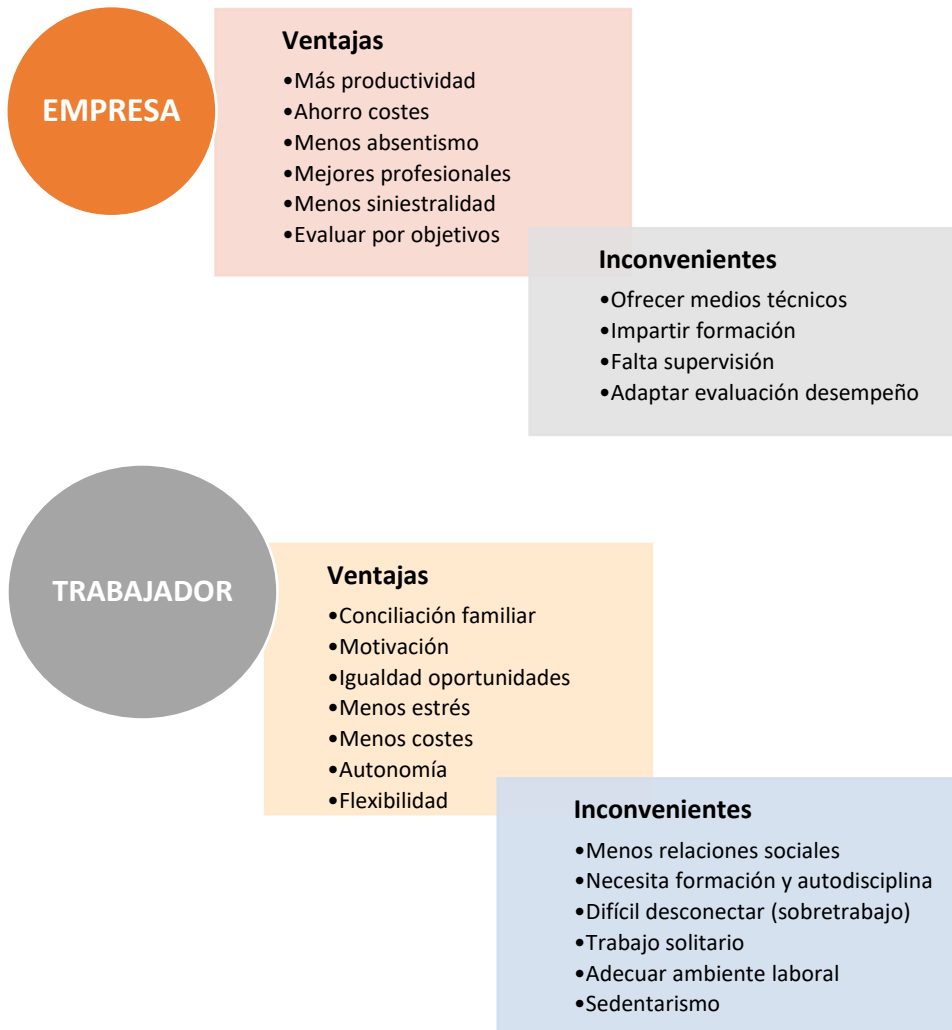 EMPRESA
Ventajas
•Más productividad
•Ahorro costes
•Menos absentismo
•Mejores profesionales
•Menos siniestralidad
•Evaluar por objetivos
Inconvenientes
•Ofrecer medios técnicos
•Impartir formación
•Falta supervisión
•Adaptar evaluación desempeño
TRABAJADOR
Ventajas
•Conciliación familiar
•Motivación
•Igualdad oportunidades
•Menos estrés
•Menos costes
•Autonomía
•Flexibilidad
Inconvenientes
•Menos relaciones sociales
•Necesita formación y autodisciplina
•Difícil desconectar (sobretrabajo)
•Trabajo solitario
•Adecuar ambiente laboral
•Sedentarismo